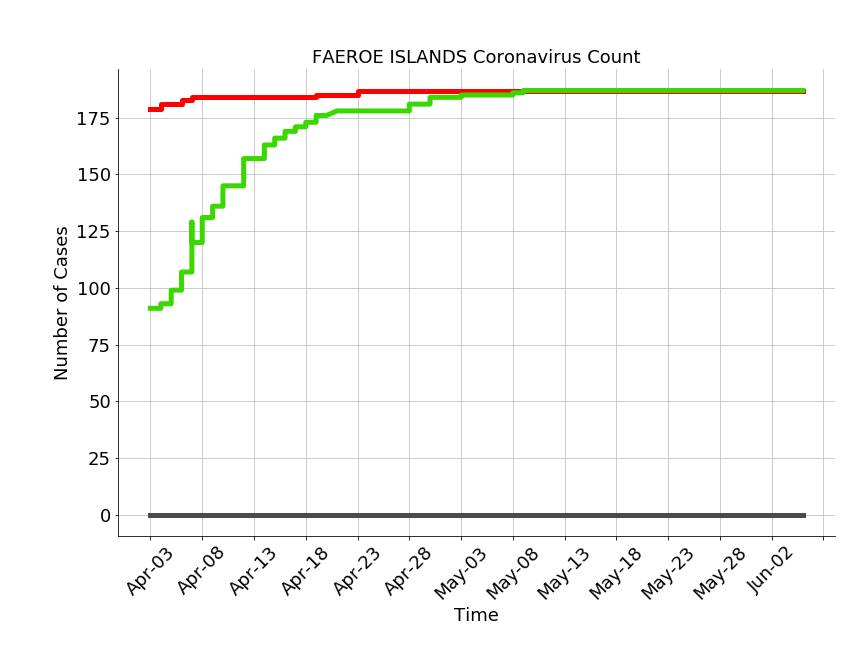 FAEROE ISLANDS Coronavirus Count
Number of Cases
175
150
125
100
75
50
25
0
Apr-03
Apr-08
Apr-13
Apr-18
Apr-23
Apr-28
May-03
May-08
May-13
May-18
May-23
May-28
Jun-02
Time